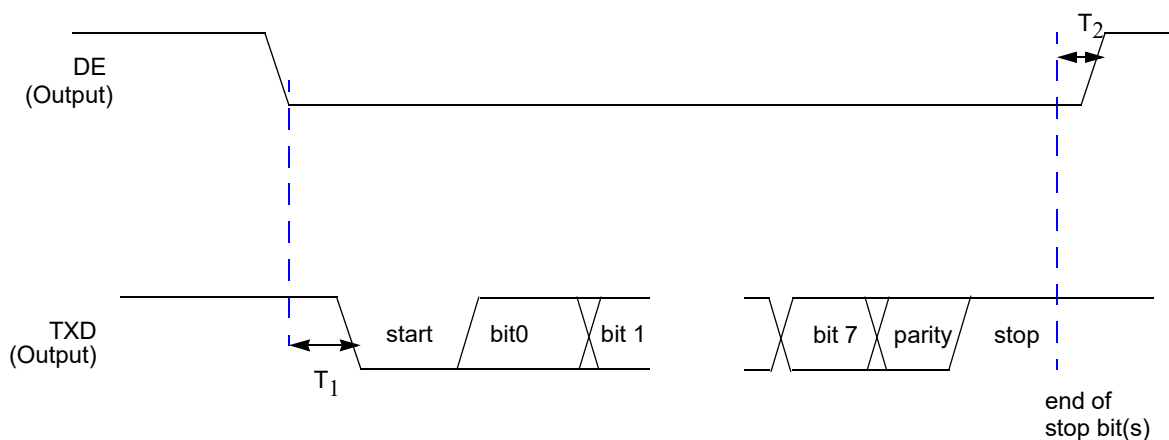 T2
DE
(Output)
TXD
(Output)
start
bit0
bit 1
bit 7
parity
stop
T1
end of
stop bit(s)